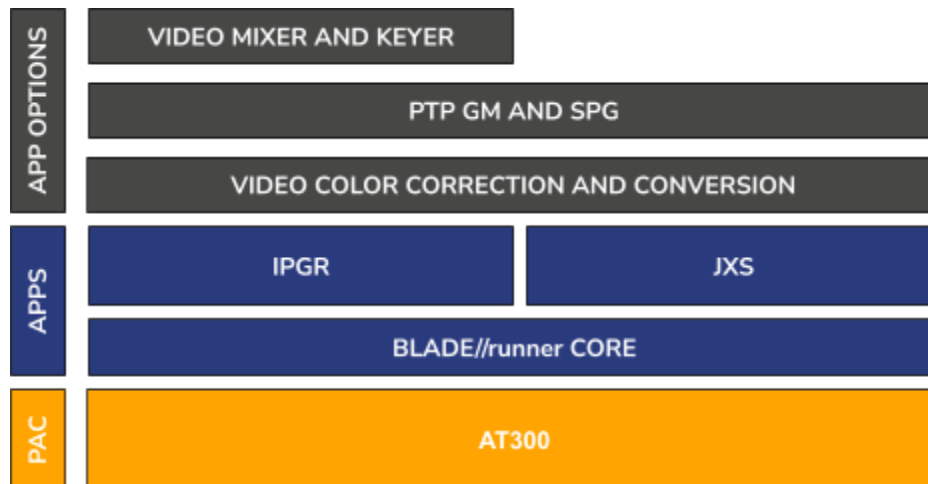 APP OPTIONS
VIDEO MIXER AND KEYER
PTP GM AND SPG
VIDEO COLOR CORRECTION AND CONVERSION
APPS
IPGR
JXS
BLADE//runner CORE
PAC
AT300